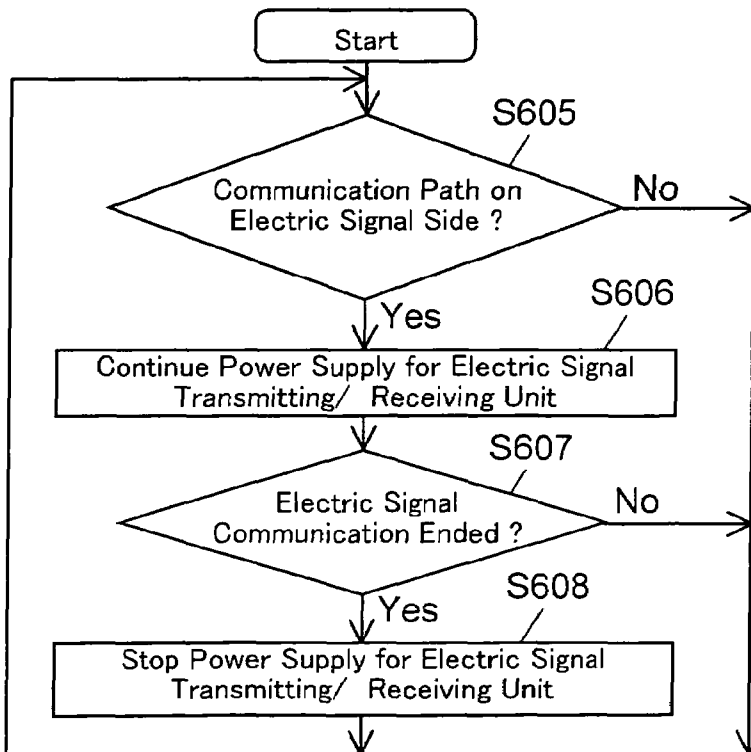 Start
S605
Communication Path on
Electric Signal Side ?
No
Yes
S606
Continue Power Supply for Electric Signal
Transmitting/ Receiving Unit
S607
Electric Signal
Communication Ended ?
No
Yes
S608
Stop Power Supply for Electric Signal
Transmitting/ Receiving Unit